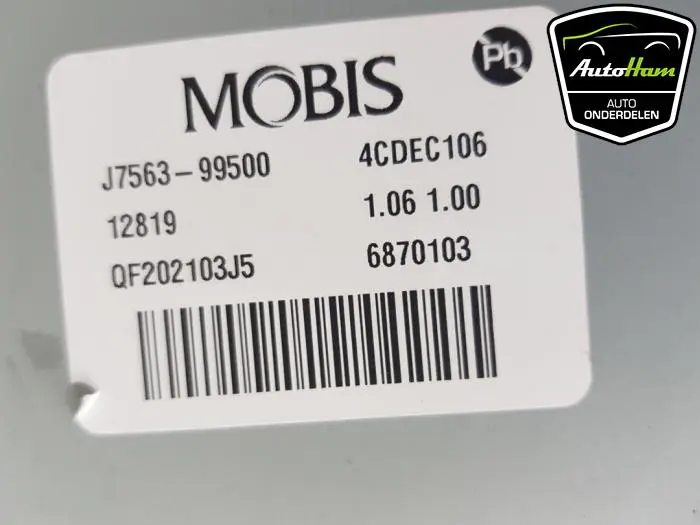 MOBIS
Pb
J7563-99500
4CDEC106
12819
1.06 1.00
QF202103J5
6870103
AutoHam
AUTO
ONDERDELEN